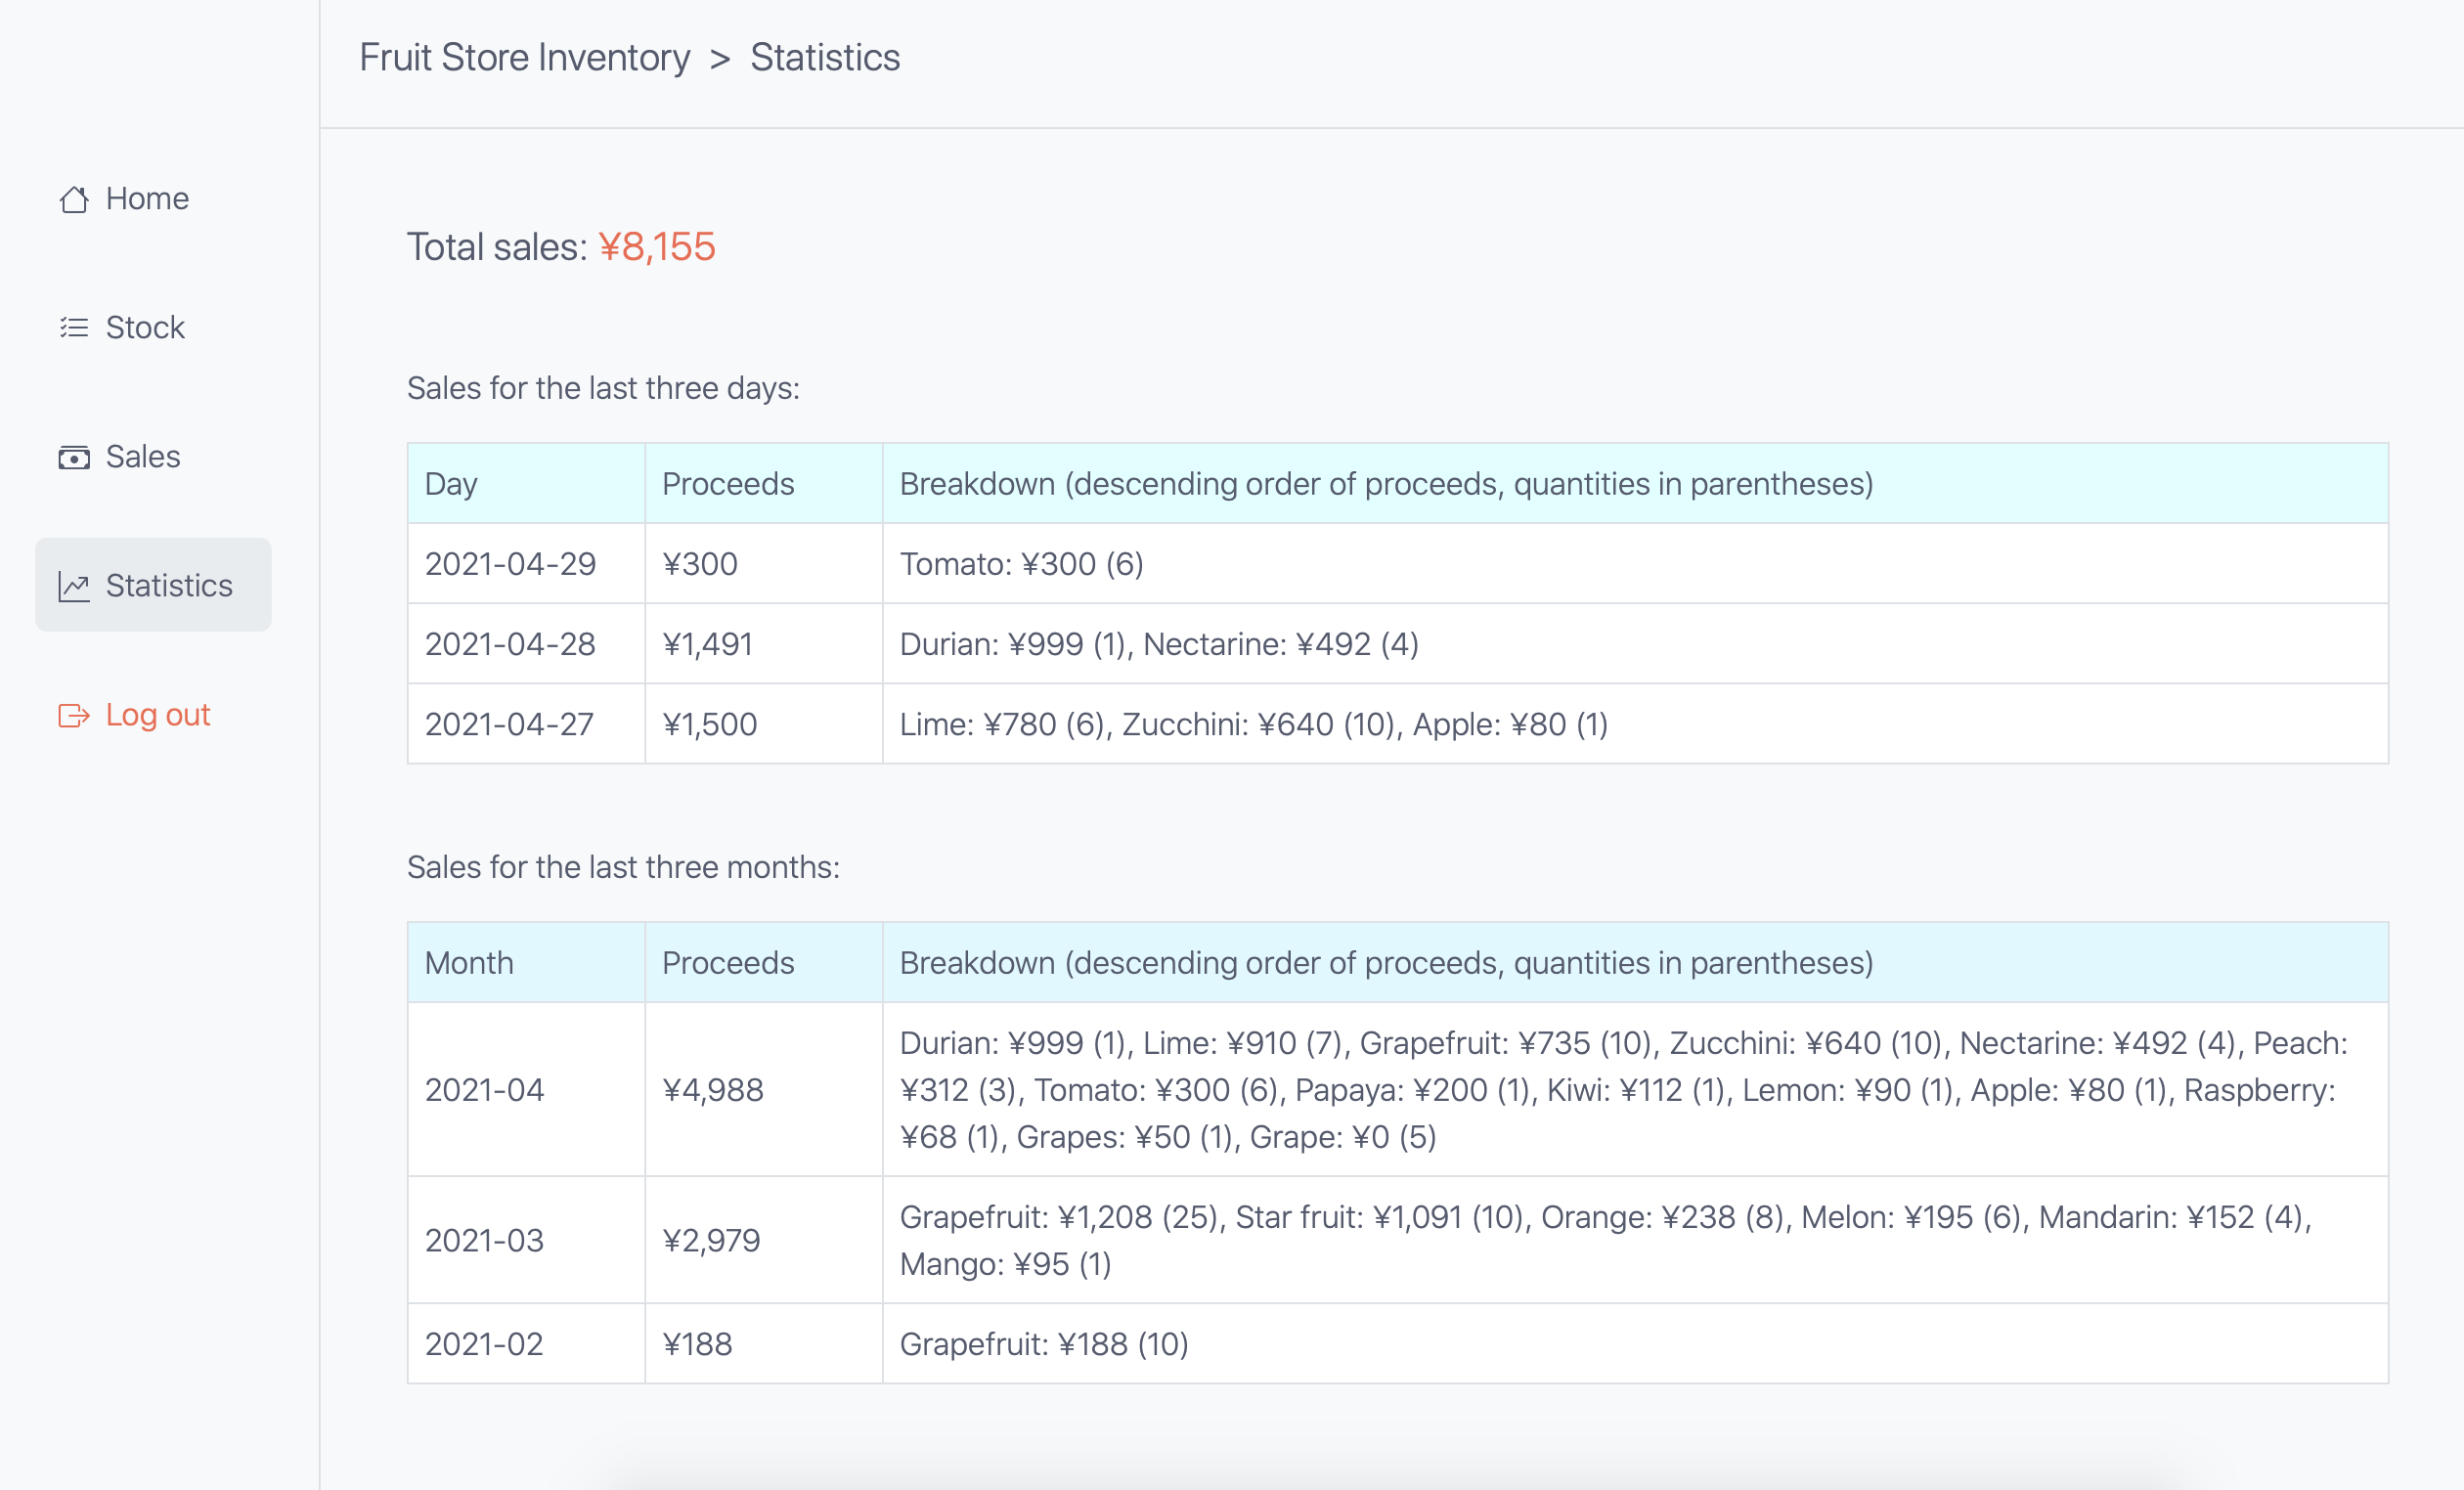 Fruit Store Inventory > Statistics
Home
Stock
Sales
Statistics
Log out
Total sales: ¥8,155
Sales for the last three days:
Day Proceeds Breakdown (descending order of proceeds, quantities in parentheses)
2021-04-29 ¥300 Tomato: ¥300 (6)
2021-04-28 ¥1,491 Durian: ¥999 (1), Nectarine: ¥492 (4)
2021-04-27 ¥1,500 Lime: ¥780 (6), Zucchini: ¥640 (10), Apple: ¥80 (1)
Sales for the last three months:
Month Proceeds Breakdown (descending order of proceeds, quantities in parentheses)
2021-04 ¥4,988 Durian: ¥999 (1), Lime: ¥910 (7), Grapefruit: ¥735 (10), Zucchini: ¥640 (10), Nectarine: ¥492 (4), Peach:
¥312 (3), Tomato: ¥300 (6), Papaya: ¥200 (1), Kiwi: ¥112 (1), Lemon: ¥90 (1), Apple: ¥80 (1), Raspberry:
¥68 (1), Grapes: ¥50 (1), Grape: ¥0 (5)
2021-03 ¥2,979 Grapefruit: ¥1,208 (25), Star fruit: ¥1,091 (10), Orange: ¥238 (8), Melon: ¥195 (6), Mandarin: ¥152 (4),
Mango: ¥95 (1)
2021-02 ¥188 Grapefruit: ¥188 (10)